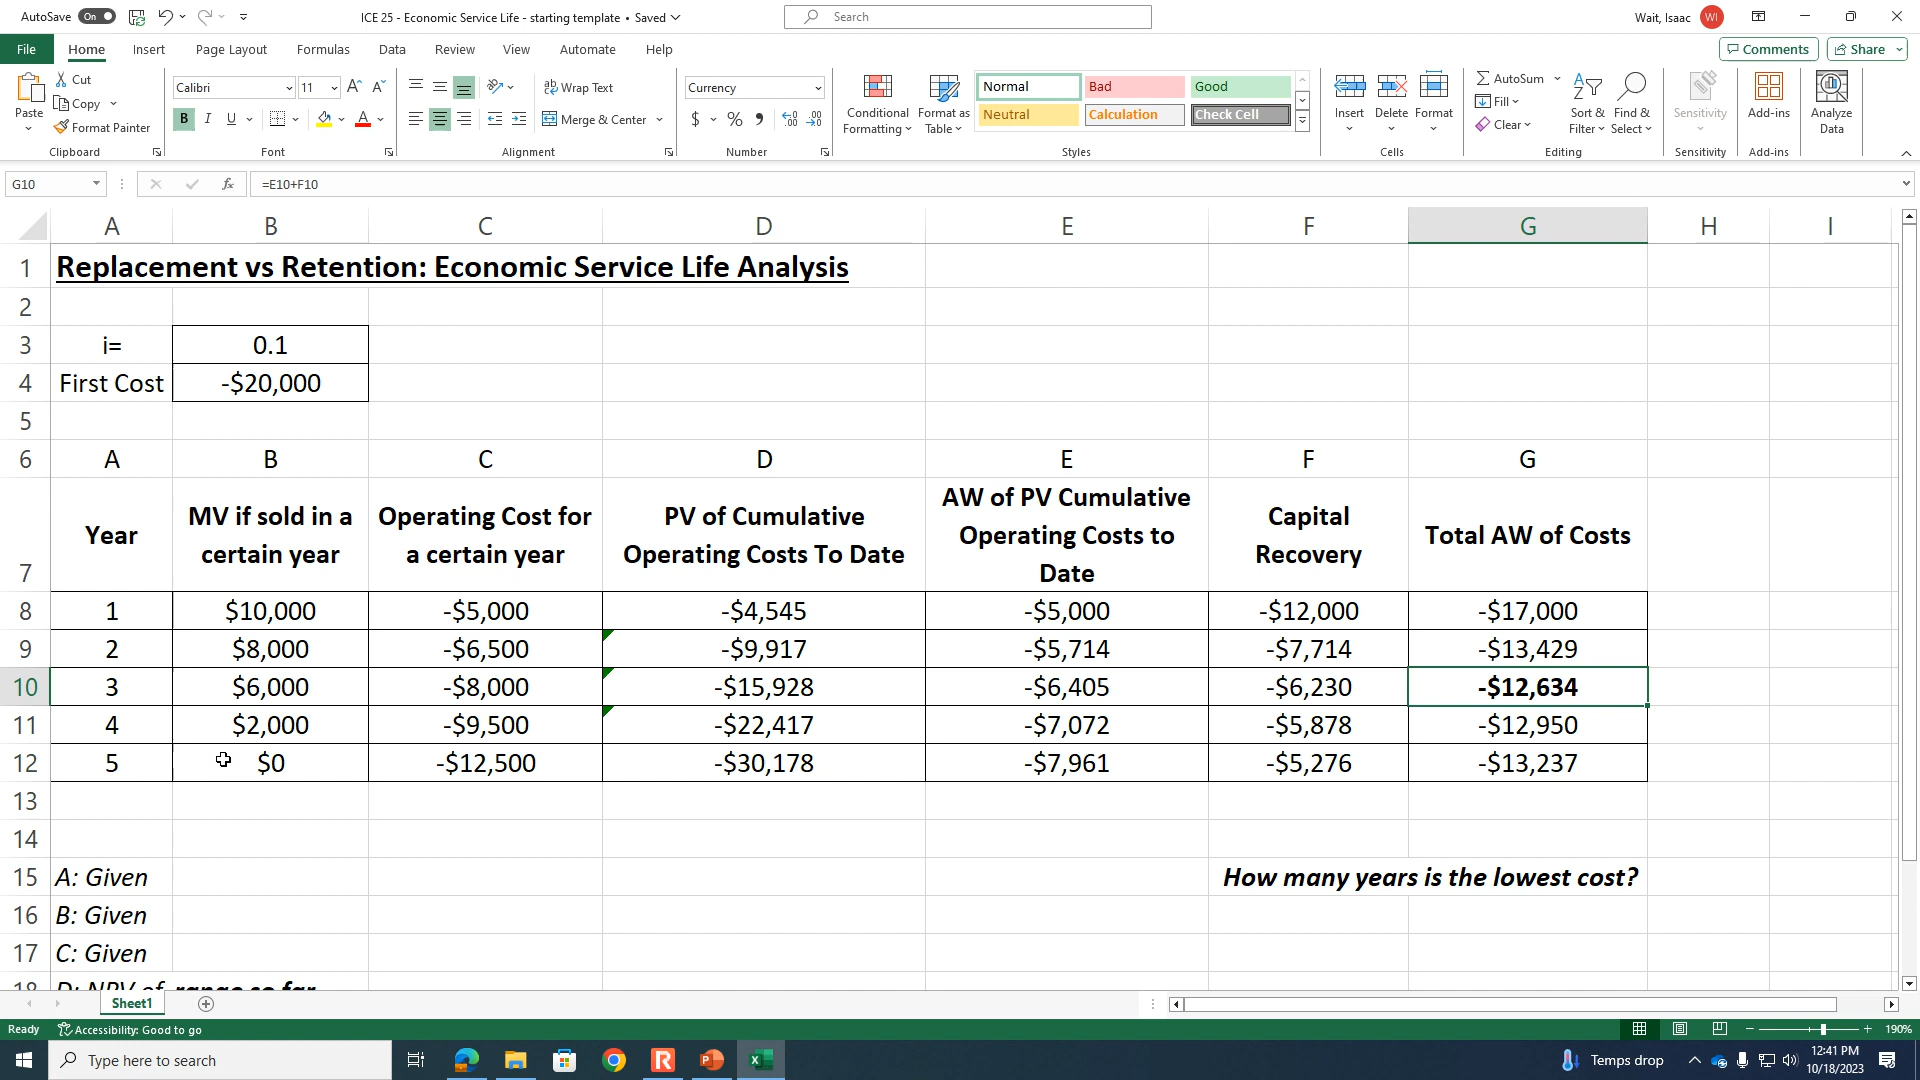 AutoSave On ICE 25 - Economic Service Life - starting template • Saved Search Wait, Isaac WI
File Home Insert Page Layout Formulas Data Review View Automate Help Comments Share
Paste Cut Copy Format Painter Clipboard
Calibri 11 A A B I U A Font
Wrap Text Merge & Center Alignment
Currency $ % Number
Conditional Formatting Format as Table Normal Bad Good Neutral Calculation Check Cell Styles
Insert Delete Format Cells
AutoSum Fill Clear Sort & Filter Find & Select Editing
Sensitivity Sensitivity
Add-ins Add-ins
Analyze Data
G10 fx =E10+F10
A B C D E F G H I
1 Replacement vs Retention: Economic Service Life Analysis
2
3 i= 0.1
4 First Cost -$20,000
5
6 A B C D E F G
7 Year MV if sold in a certain year Operating Cost for a certain year PV of Cumulative Operating Costs To Date AW of PV Cumulative Operating Costs to Date Capital Recovery Total AW of Costs
8 1 $10,000 -$5,000 -$4,545 -$5,000 -$12,000 -$17,000
9 2 $8,000 -$6,500 -$9,917 -$5,714 -$7,714 -$13,429
10 3 $6,000 -$8,000 -$15,928 -$6,405 -$6,230 -$12,634
11 4 $2,000 -$9,500 -$22,417 -$7,072 -$5,878 -$12,950
12 5 $0 -$12,500 -$30,178 -$7,961 -$5,276 -$13,237
13
14
15 A: Given How many years is the lowest cost?
16 B: Given
17 C: Given
18 D: NPV of range so far
Sheet1
Ready Accessibility: Good to go 190%
Type here to search Temps drop 12:41 PM
10/18/2023